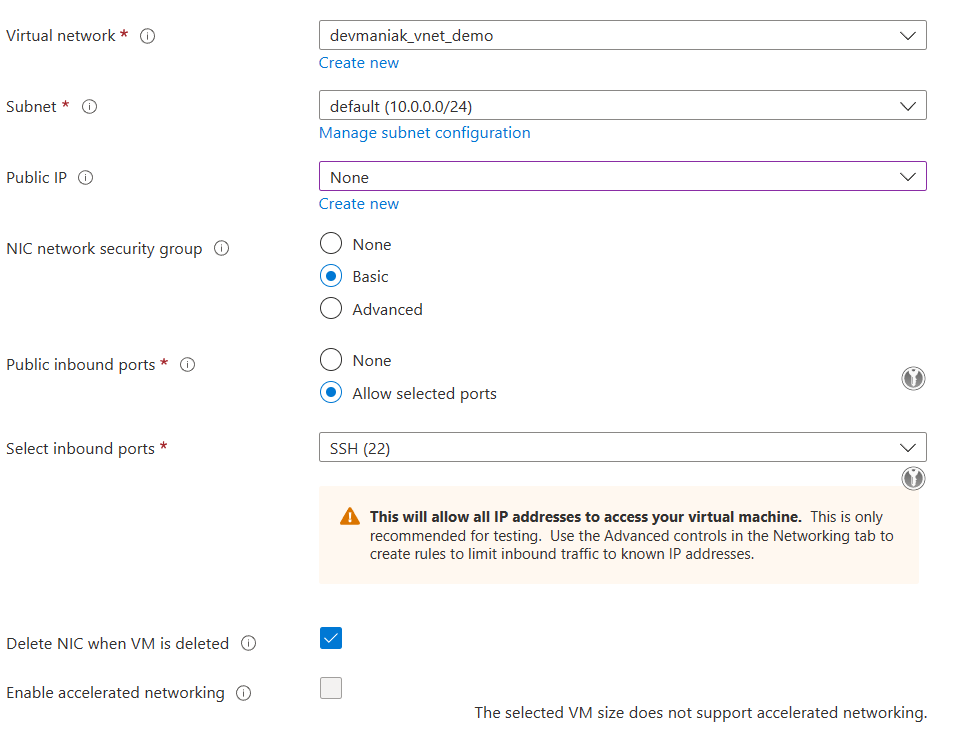 Virtual network *
devmaniak_vnet_demo
Create new
Subnet *
default (10.0.0.0/24)
Manage subnet configuration
Public IP
None
Create new
NIC network security group
None
Basic
Advanced
Public inbound ports *
None
Allow selected ports
Select inbound ports *
SSH (22)
This will allow all IP addresses to access your virtual machine. This is only
recommended for testing. Use the Advanced controls in the Networking tab to
create rules to limit inbound traffic to known IP addresses.
Delete NIC when VM is deleted
Enable accelerated networking
The selected VM size does not support accelerated networking.